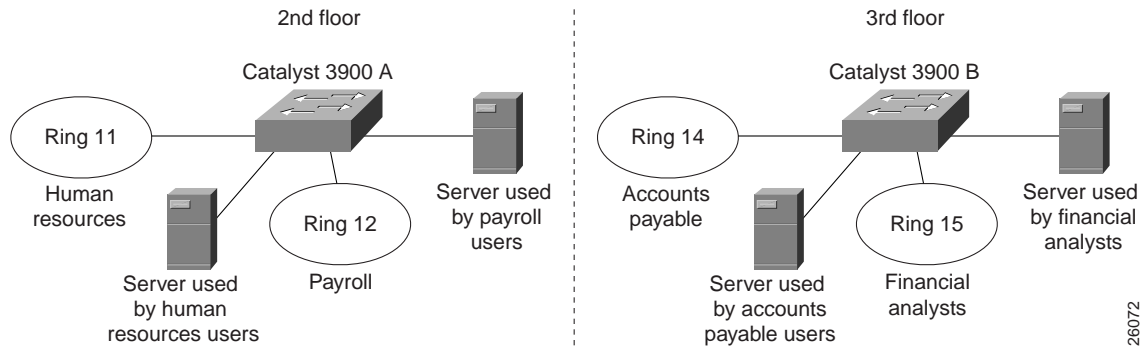 2nd floor
Catalyst 3900 A
Ring 11
Human
resources
Server used
by human
resources users
Ring 12
Payroll
Server used
by payroll
users
3rd floor
Catalyst 3900 B
Ring 14
Accounts
payable
Server used
by accounts
payable users
Ring 15
Financial
analysts
Server used
by financial
analysts
26072